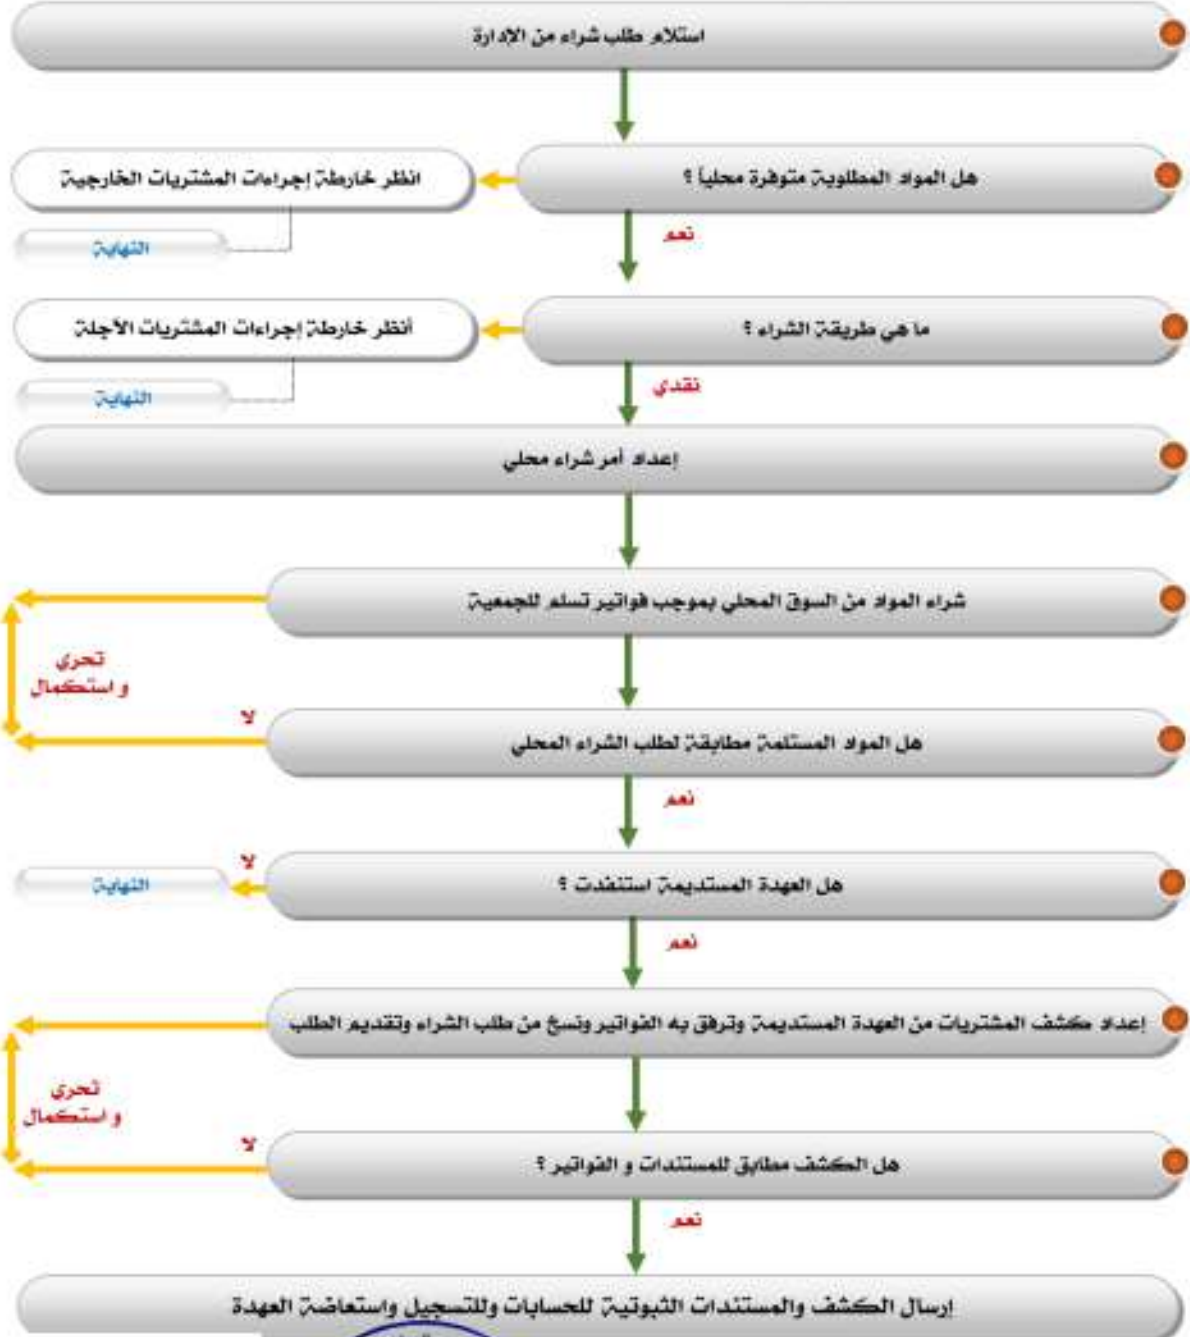 استلام طلب شراء من الإدارة
هل المواد المطلوبة متوفرة محلياً ؟
انظر خارطة إجراءات المشتريات الخارجية
النهاية
نعم
ما هي طريقة الشراء ؟
أنظر خارطة إجراءات المشتريات الآجلة
النهاية
نقدي
إعداد أمر شراء محلي
شراء المواد من السوق المحلي بموجب فواتير تسلم للجمعية
تحري
و استكمال
لا
هل المواد المستلمة مطابقة لطلب الشراء المحلي
نعم
هل العهدة المستديمة استنفدت ؟
لا
النهاية
نعم
إعداد كشف المشتريات من العهدة المستديمة وترفق به الفواتير ونسخ من طلب الشراء وتقديم الطلب
تحري
و استكمال
لا
هل الكشف مطابق للمستندات و الفواتير ؟
نعم
إرسال الكشف والمستندات الثبوتية للحسابات وللتسجيل واستعاضة العهدة